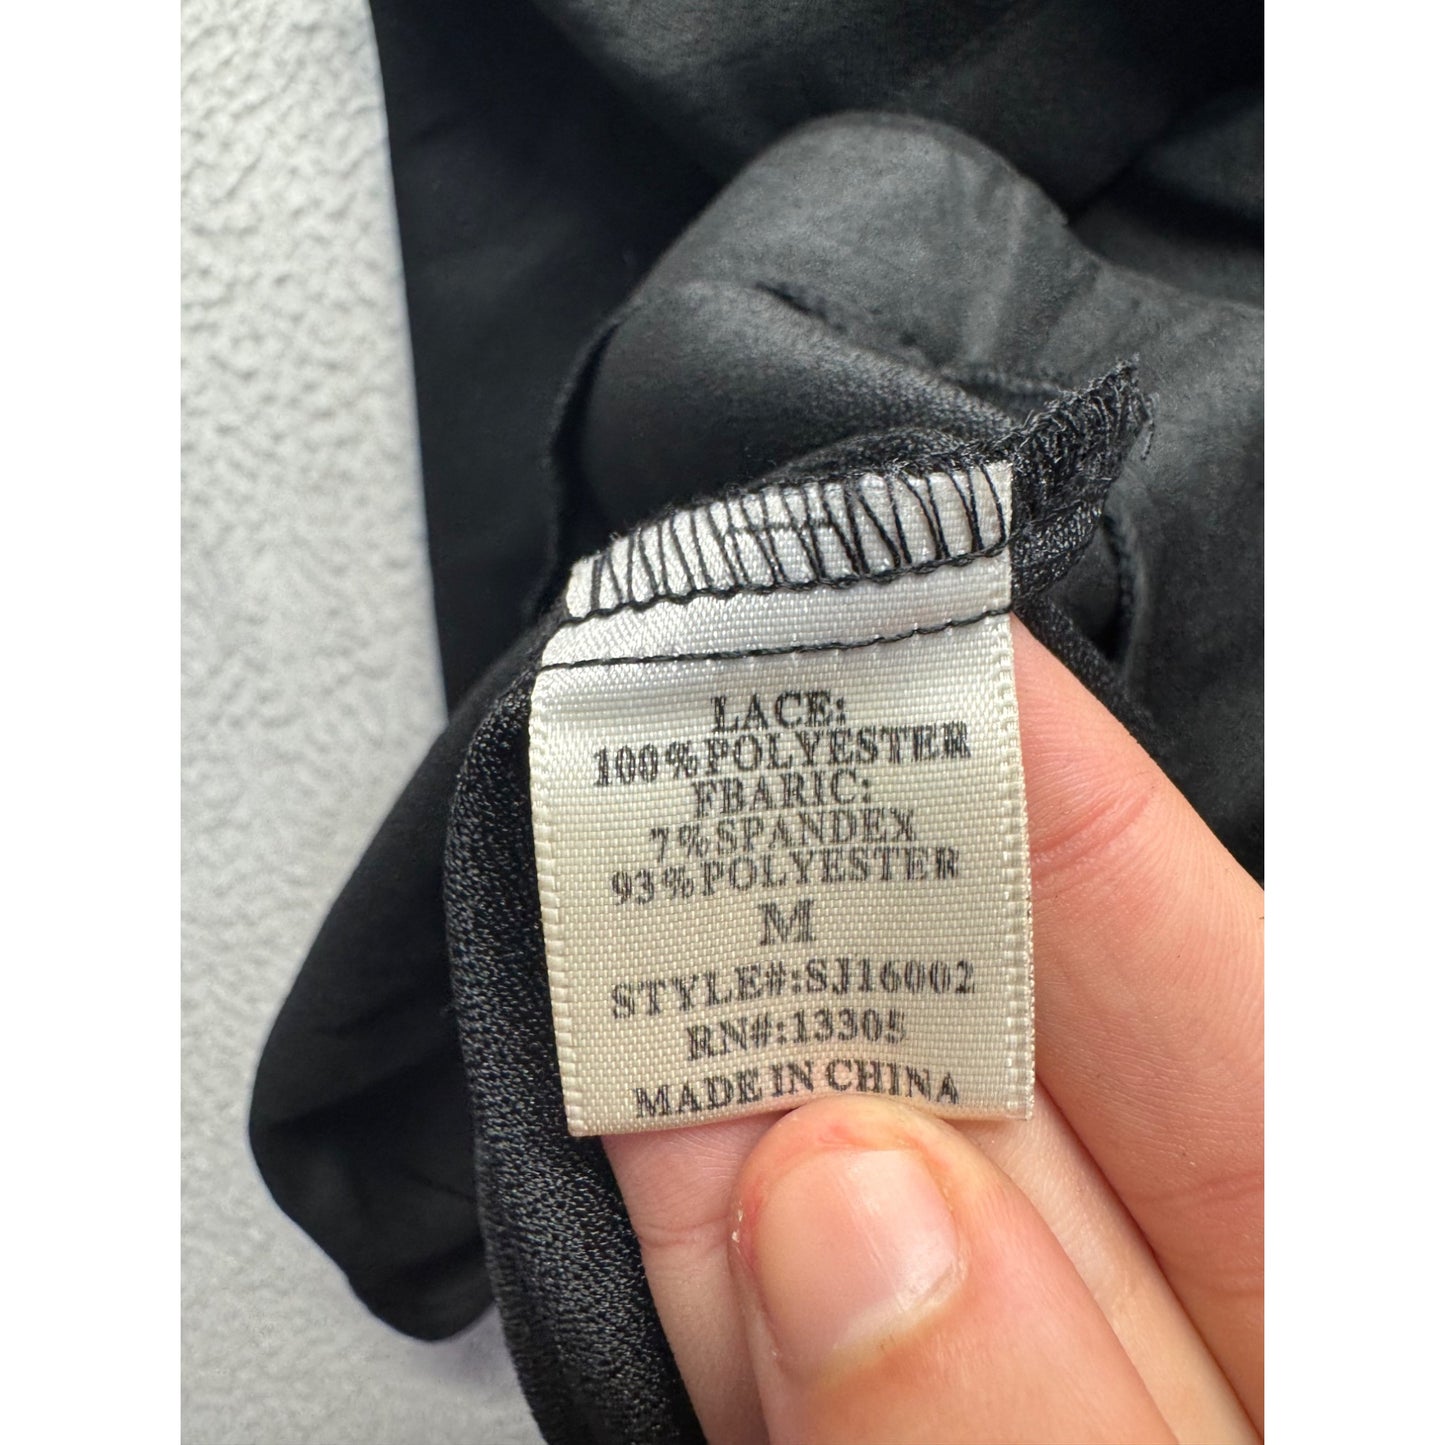 LACE:
100%POLYESTER
FBARIC:
7%SPANDEX
93%POLYESTER
M
STYLE#:SJ16002
RN#:13305
MADE IN CHINA